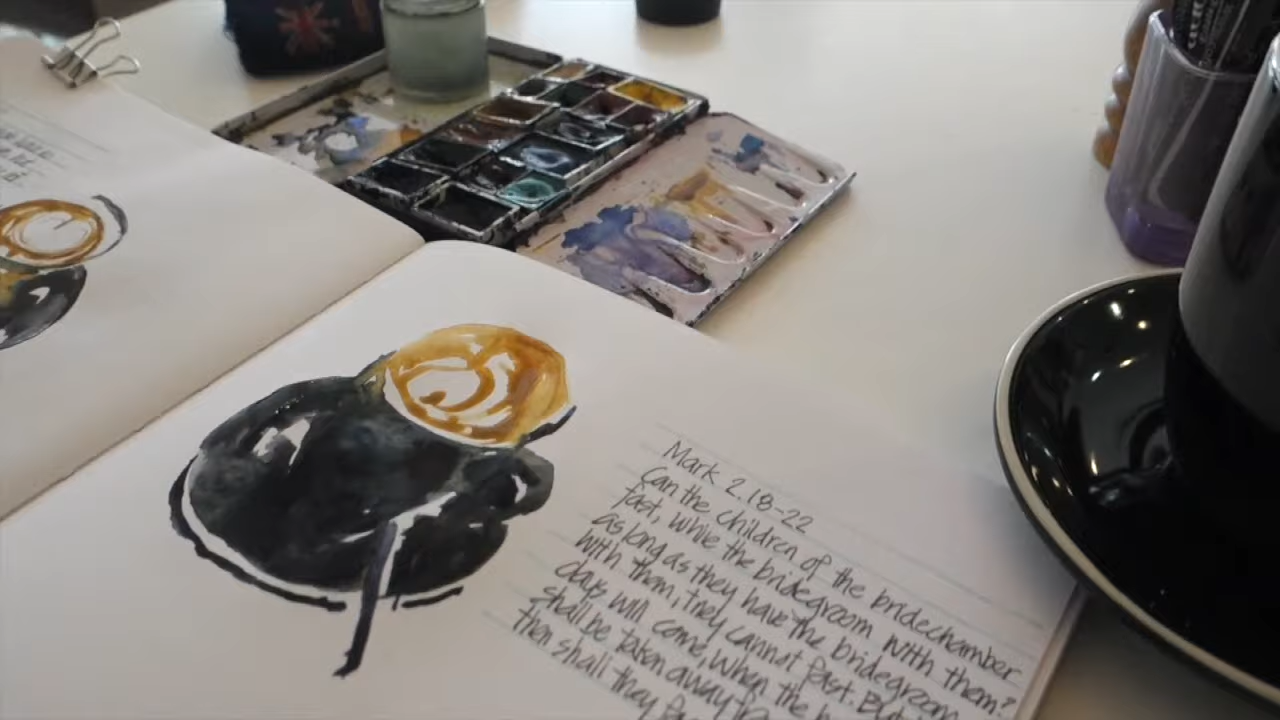 Mark 2.18-22
Can the children of the bridechamber
fast, while the bridegroom with them?
as long as they have the bridegroom
with them, they cannot fast. But
days will come, when the
shall be taken away
then shall they